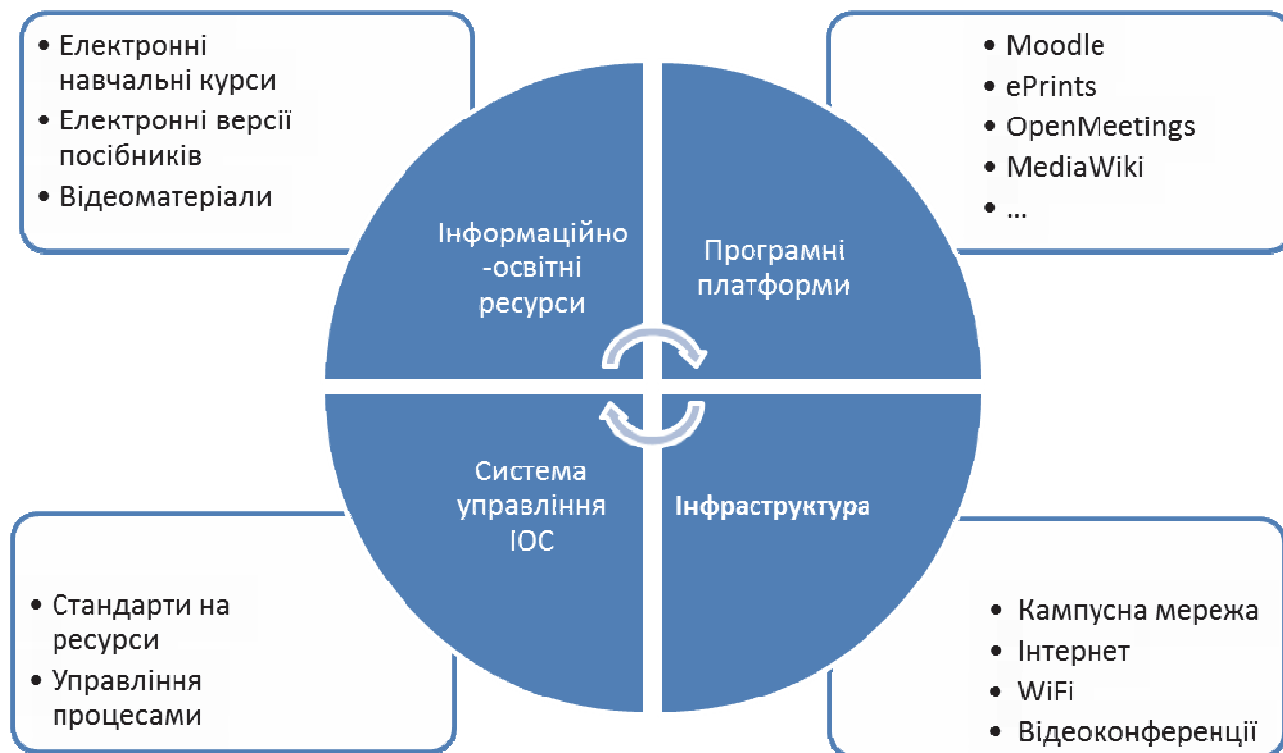 • Електронні
навчальні курси
• Електронні версії
посібників
• Відеоматеріали
• Moodle
• ePrints
• OpenMeetings
• MediaWiki
• ...
Інформаційно
-освітні
ресурси
Програмні
платформи
Система
управління
ІОС
Інфраструктура
• Стандарти на
ресурси
• Управління
процесами
• Кампусна мережа
• Інтернет
• WiFi
• Відеоконференції